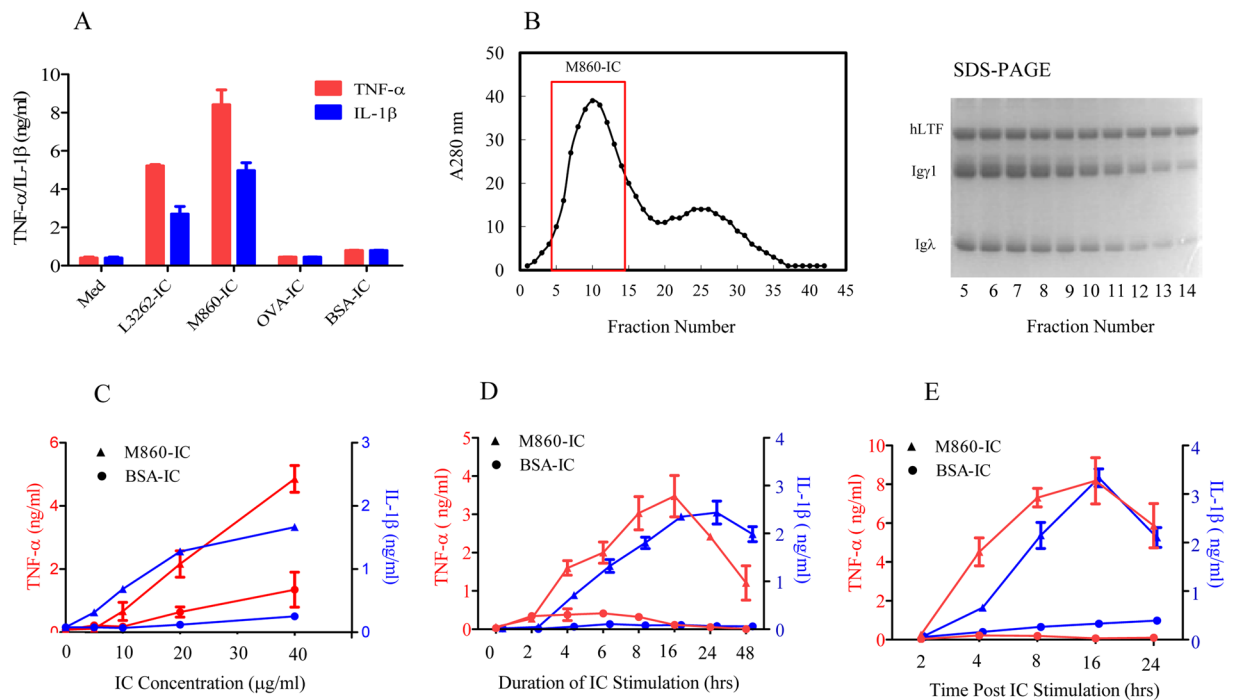 A
TNF-α/IL-1β (ng/ml)
10
8
6
4
2
0
TNF-α
IL-1β
Med
L3262-IC
M860-IC
OVA-IC
BSA-IC
B
A280 nm
50
40
30
20
10
0
M860-IC
0 5 10 15 20 25 30 35 40 45
Fraction Number
SDS-PAGE
hLTF
Igγ1
Igλ
5 6 7 8 9 10 11 12 13 14
Fraction Number
C
TNF-α (ng/ml)
6
4
2
0
M860-IC
BSA-IC
3
2
1
0
IL-1β (ng/ml)
0 10 20 30 40
IC Concentration (μg/ml)
D
TNF-α ( ng/ml)
5
4
3
2
1
0
M860-IC
BSA-IC
4
3
2
1
0
IL-1β ( ng/ml)
0 2 4 6 8 16 24 48
Duration of IC Stimulation (hrs)
E
TNF-α ( ng/ml)
10
8
6
4
2
0
M860-IC
BSA-IC
4
3
2
1
0
IL-1β ( ng/ml)
2 4 8 16 24
Time Post IC Stimulation (hrs)